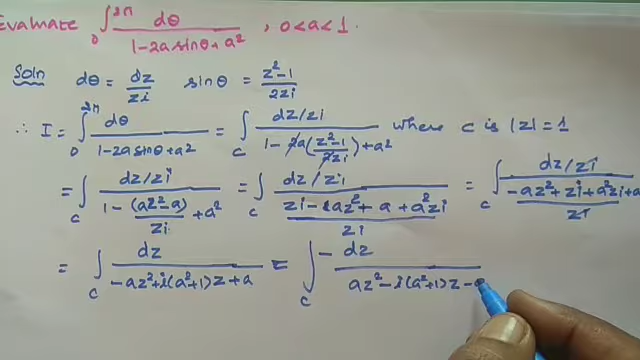 Evaluate ∫₀^{2π} dθ / (1-2a sinθ+a²) , 0<a<1.
Soln dθ = dz/zi sinθ = (z²-1)/2zi
∴ I = ∫₀^{2π} dθ / (1-2a sinθ+a²) = ∫_C (dz/zi) / (1 - 2a((z²-1)/2zi) + a²) where c is |z| = 1
= ∫_C (dz/zi) / (1 - (az²-a)/zi + a²) = ∫_C (dz/zi) / ((zi - az² + a + a²zi)/zi) = ∫_C (dz/zi) / ((-az² + zi + a²zi + a)/zi)
= ∫_C dz / (-az² + i(a²+1)z + a) = ∫_C - dz / (az² - i(a²+1)z -